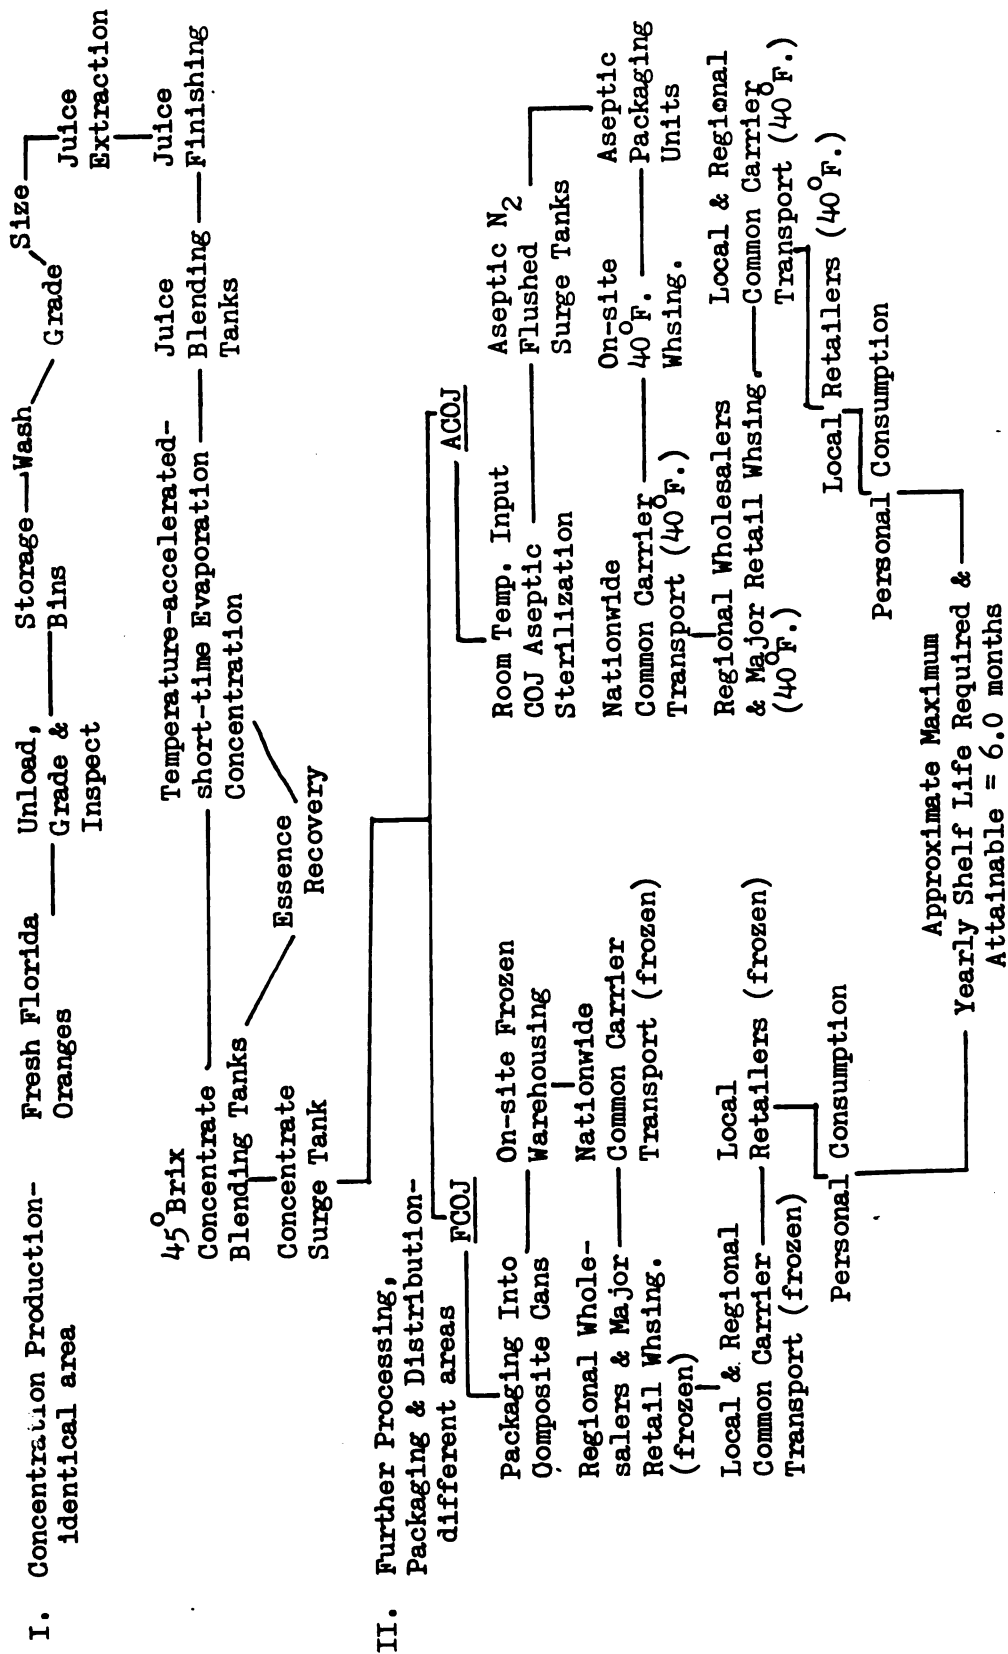 I. Concentration Production-
identical area
Fresh Florida
Oranges
Unload,
Grade &
Inspect
Storage
Bins
Wash
Grade
Size
Juice
Extraction
Juice
Finishing
Juice
Blending
Tanks
Temperature-accelerated-
short-time Evaporation
Concentration
Essence
Recovery
45° Brix
Concentrate
Blending Tanks
Concentrate
Surge Tank
II. Further Processing,
Packaging & Distribution-
different areas
FCOJ
Packaging Into
Composite Cans
On-site Frozen
Warehousing
Nationwide
Common Carrier
Transport (frozen)
Regional Whole-
salers & Major
Retail Whsing.
(frozen)
Local & Regional
Common Carrier
Transport (frozen)
Local
Retailers (frozen)
Personal Consumption
ACOJ
Room Temp. Input
COJ Aseptic
Sterilization
Aseptic N2
Flushed
Surge Tanks
Aseptic
Packaging
Units
On-site
40°F.
Whsing.
Nationwide
Common Carrier
Transport (40°F.)
Regional Wholesalers
& Major Retail Whsing.
(40°F.)
Local & Regional
Common Carrier
Transport (40°F.)
Local Retailers (40°F.)
Personal Consumption
Approximate Maximum
Yearly Shelf Life Required &
Attainable = 6.0 months